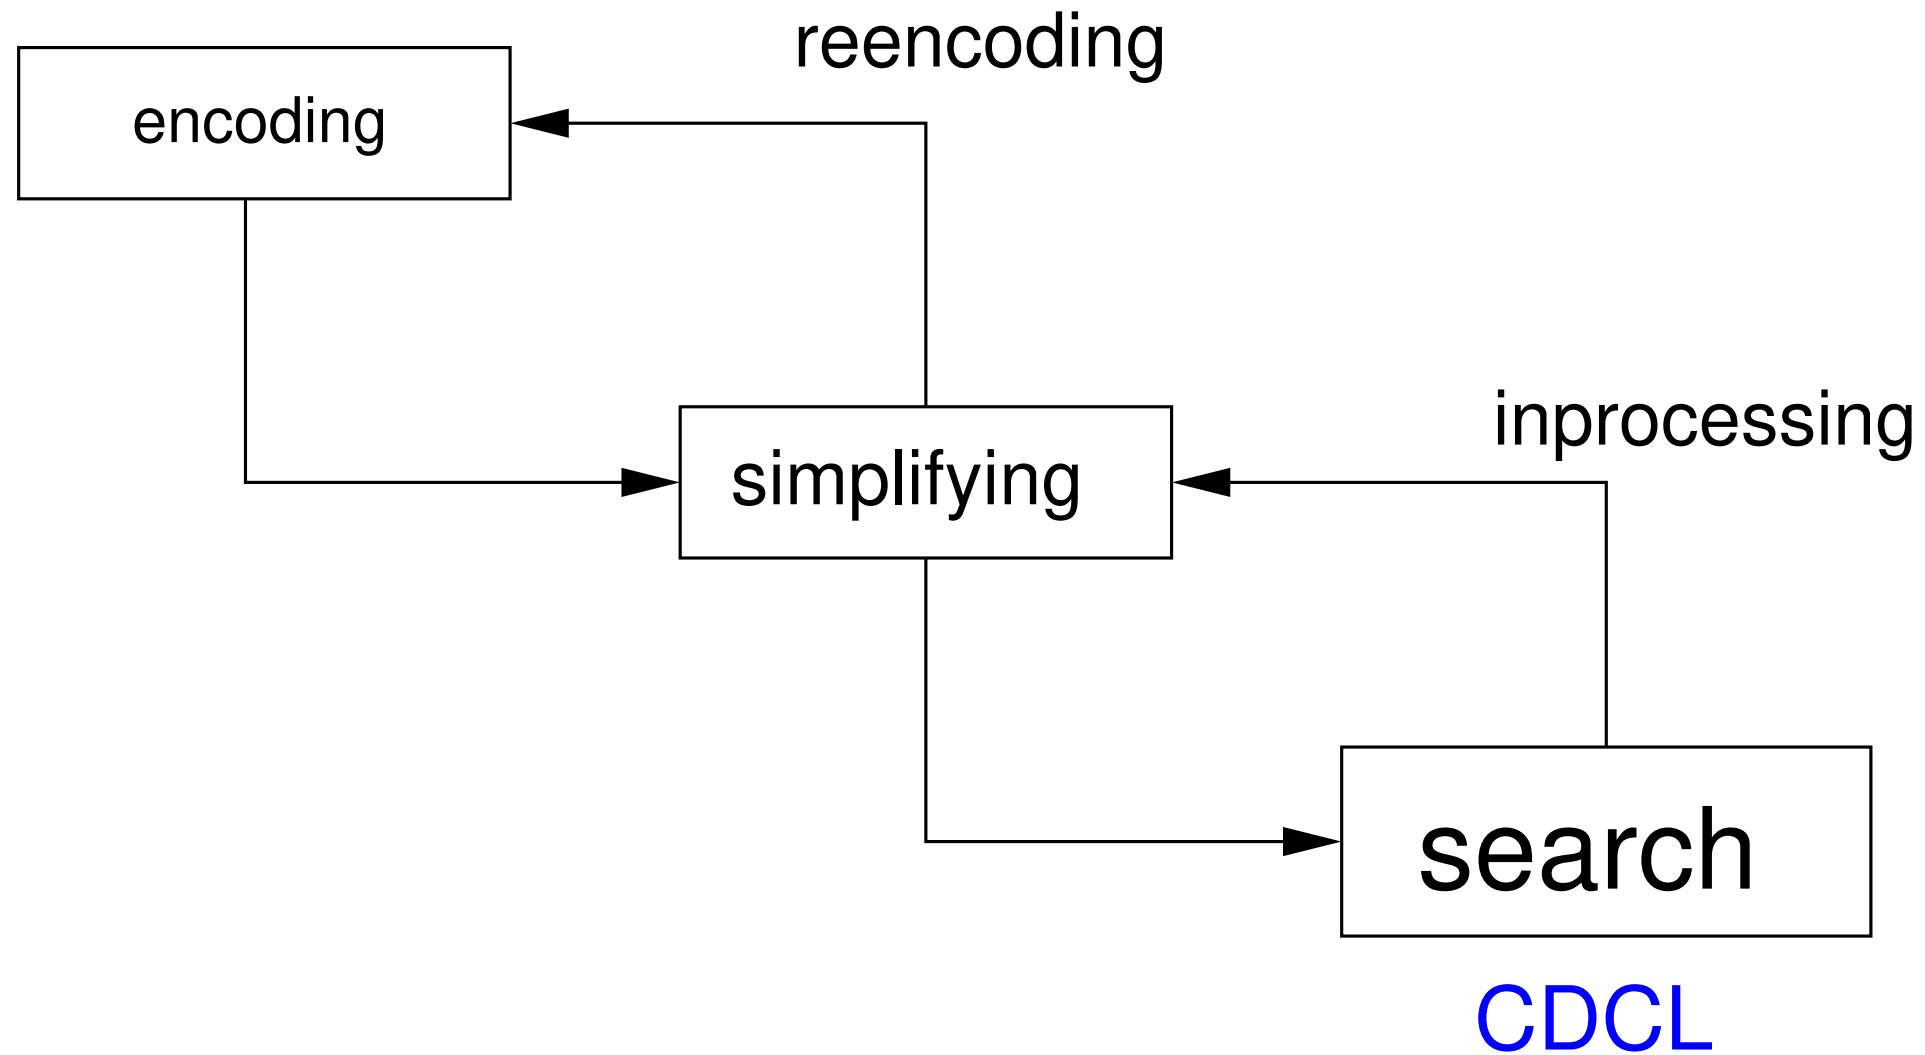 reencoding
encoding
inprocessing
simplifying
search
CDCL